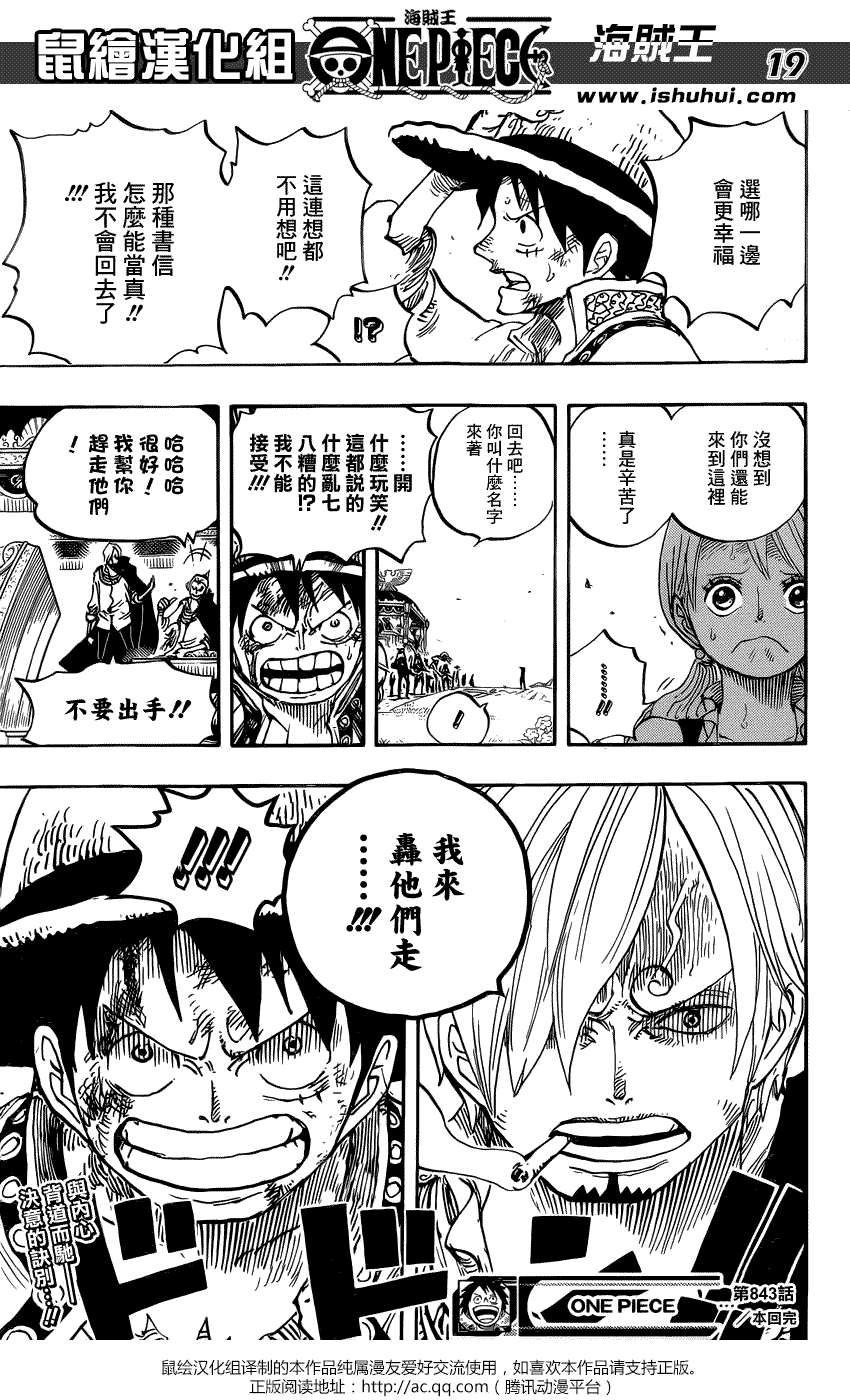 鼠繪漢化組
海賊王
ONE PIECE
海賊王
19
www.ishuhui.com
選哪一邊
會更幸福
這連想都
不用想吧!!
那種書信
怎麼能當真!!
我不會回去了
!!!
!?
沒想到
你們還能
來到這裡
真是辛苦了
!!!
回去吧……
你叫什麼名字
來著
!
……開
什麼玩笑!!
這都説的
什麼亂七
八糟的!?
我不能
接受!!!
哈哈哈
很好!
我幫你
趕走他們
!
不要出手!!
我來
轟他們走
……!!!
!!!
ドドン!!
與內心
背道而馳——
決意的訣別…!!
ONE PIECE
第843話
……/本回完
鼠绘汉化组译制的本作品纯属漫友爱好交流使用，如喜欢本作品请支持正版。
正版阅读地址：http://ac.qq.com（腾讯动漫平台）